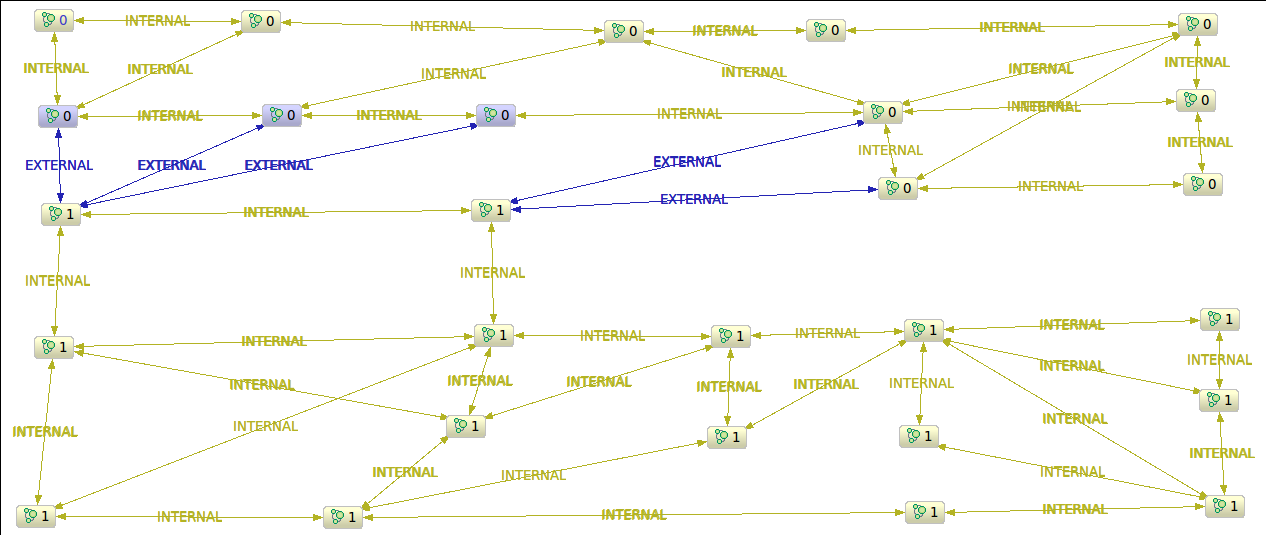 0 INTERNAL 0 INTERNAL 0 INTERNAL 0 INTERNAL 0
INTERNAL INTERNAL INTERNAL INTERNAL INTERNAL INTERNAL
0 INTERNAL 0 INTERNAL 0 INTERNAL 0 INTERNAL INTERNAL 0
INTERNAL INTERNAL
EXTERNAL EXTERNAL EXTERNAL EXTERNAL
0 INTERNAL 0
EXTERNAL
1 INTERNAL 1
INTERNAL INTERNAL
1 INTERNAL 1 INTERNAL 1 INTERNAL 1 INTERNAL 1
INTERNAL INTERNAL
INTERNAL INTERNAL INTERNAL INTERNAL INTERNAL INTERNAL
1
INTERNAL INTERNAL 1 1 1 INTERNAL
INTERNAL INTERNAL INTERNAL INTERNAL
1 INTERNAL 1 INTERNAL 1 INTERNAL 1